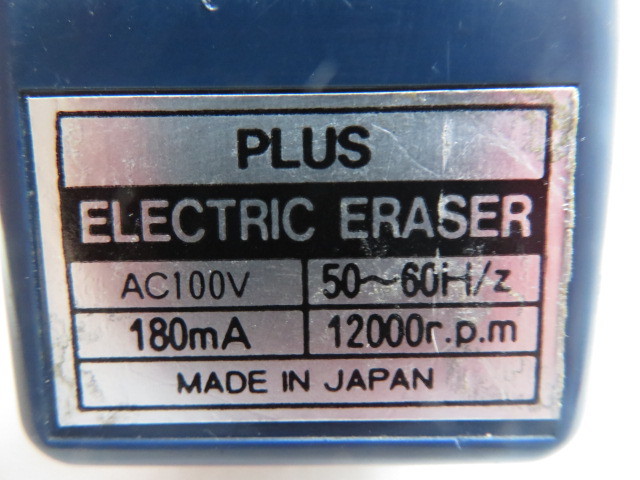 PLUS
ELECTRIC ERASER
AC100V 50~60H/z
180mA 12000r.p.m
MADE IN JAPAN